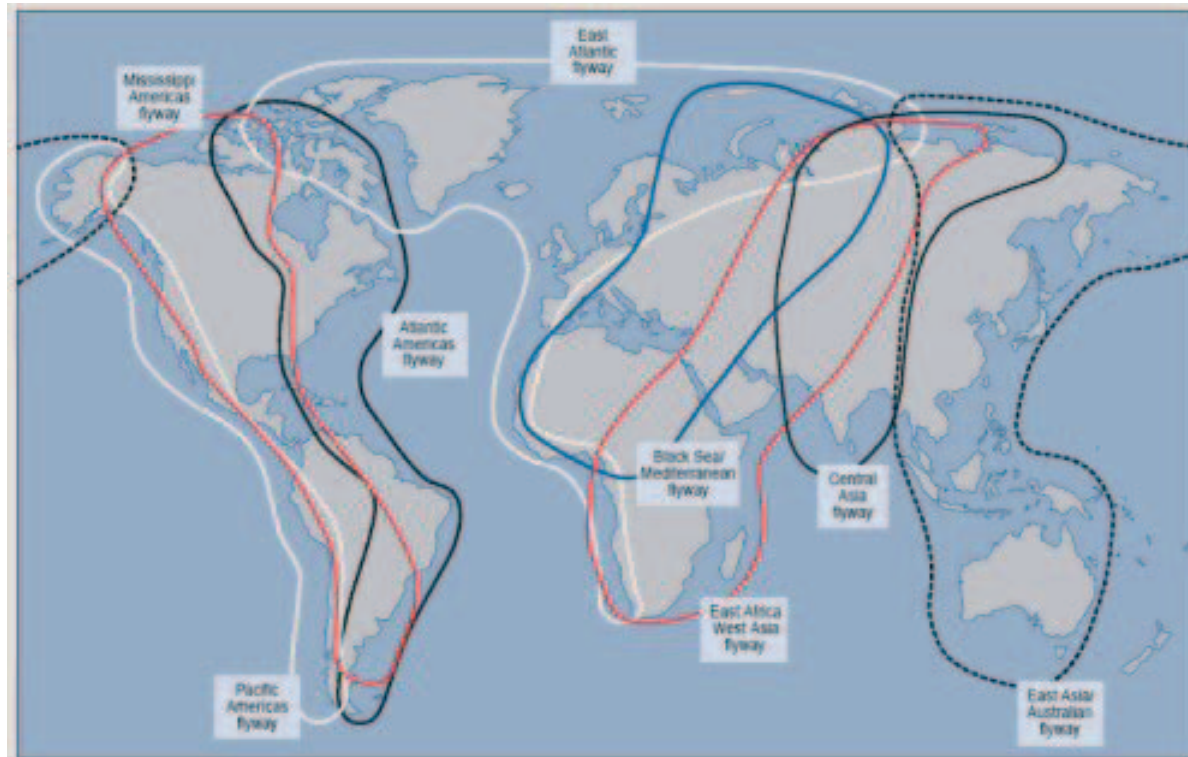 East
Atlantic
flyway
Mississippi
Americas
flyway
Atlantic
Americas
flyway
Black Sea/
Mediterranean
flyway
Central
Asia
flyway
East Africa
West Asia
flyway
Pacific
Americas
flyway
East Asia/
Australian
flyway